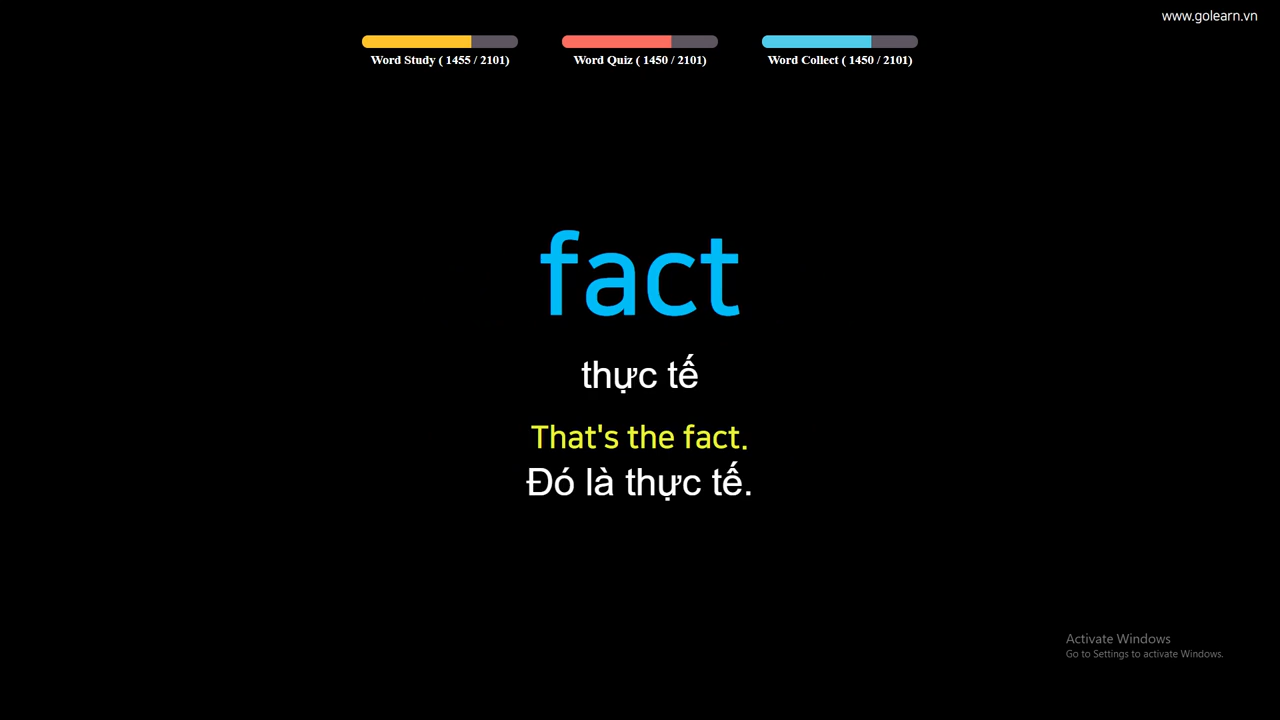 www.golearn.vn
Word Study ( 1455 / 2101)
Word Quiz ( 1450 / 2101)
Word Collect ( 1450 / 2101)
fact
thực tế
That's the fact.
Đó là thực tế.
Activate Windows
Go to Settings to activate Windows.